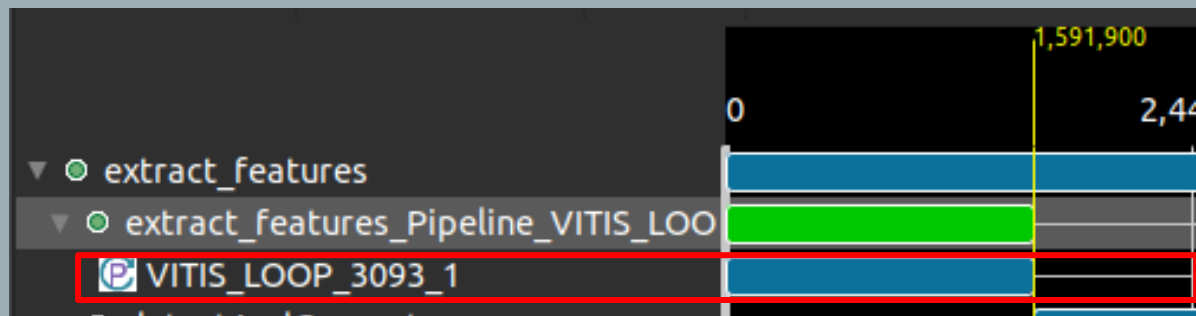 1,591,900
0 2,44
extract_features
extract_features_Pipeline_VITIS_LOO
P VITIS_LOOP_3093_1